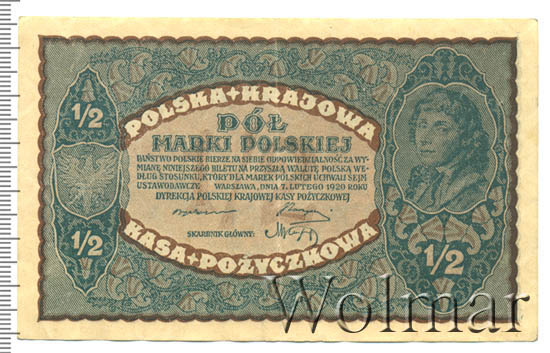 POLSKA + KRAJOWA
1/2
1/2
PÓŁ
MARKI POLSKIEJ
PAŃSTWO POLSKIE BIERZE NA SIEBIE ODPOWIEDZIALNOŚĆ ZA WY-
MIANĘ NINIEJSZEGO BILETU NA PRZYSZŁĄ WALUTĘ POLSKĄ WE-
DŁUG STOSUNKU, KTÓRY DLA MAREK POLSKICH UCHWALI SEJM
USTAWODAWCZY. WARSZAWA, DNIA 7. LUTEGO 1920 ROKU
DYREKCJA POLSKIEJ KRAJOWEJ KASY POŻYCZKOWEJ
SKARBNIK GŁÓWNY:
1/2
1/2
KASA + POŻYCZKOWA
Wolmar